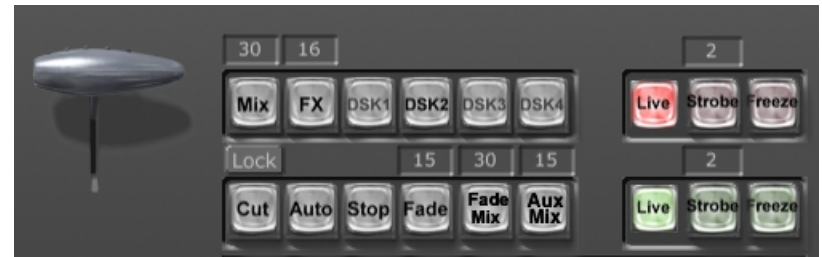 30 16 2
Mix FX DSK1 DSK2 DSK3 DSK4 Live Strobe Freeze
Lock 15 30 15 2
Cut Auto Stop Fade Fade Mix Aux Mix Live Strobe Freeze